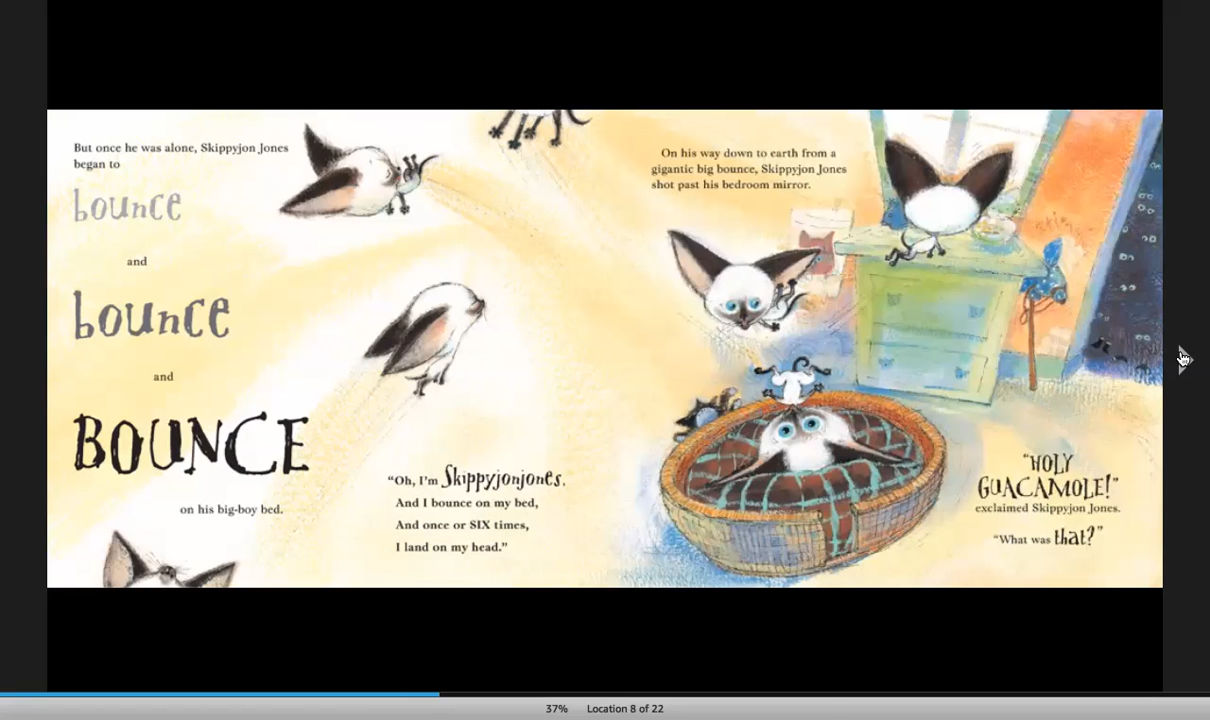 But once he was alone, Skippyjon Jones
began to
bounce
and
bounce
and
BOUNCE
on his big-boy bed.
“Oh, I’m Skippyjonjones,
And I bounce on my bed,
And once or SIX times,
I land on my head.”
On his way down to earth from a
gigantic big bounce, Skippyjon Jones
shot past his bedroom mirror.
“HOLY
GUACAMOLE!”
exclaimed Skippyjon Jones.
“What was that?”
37% Location 8 of 22